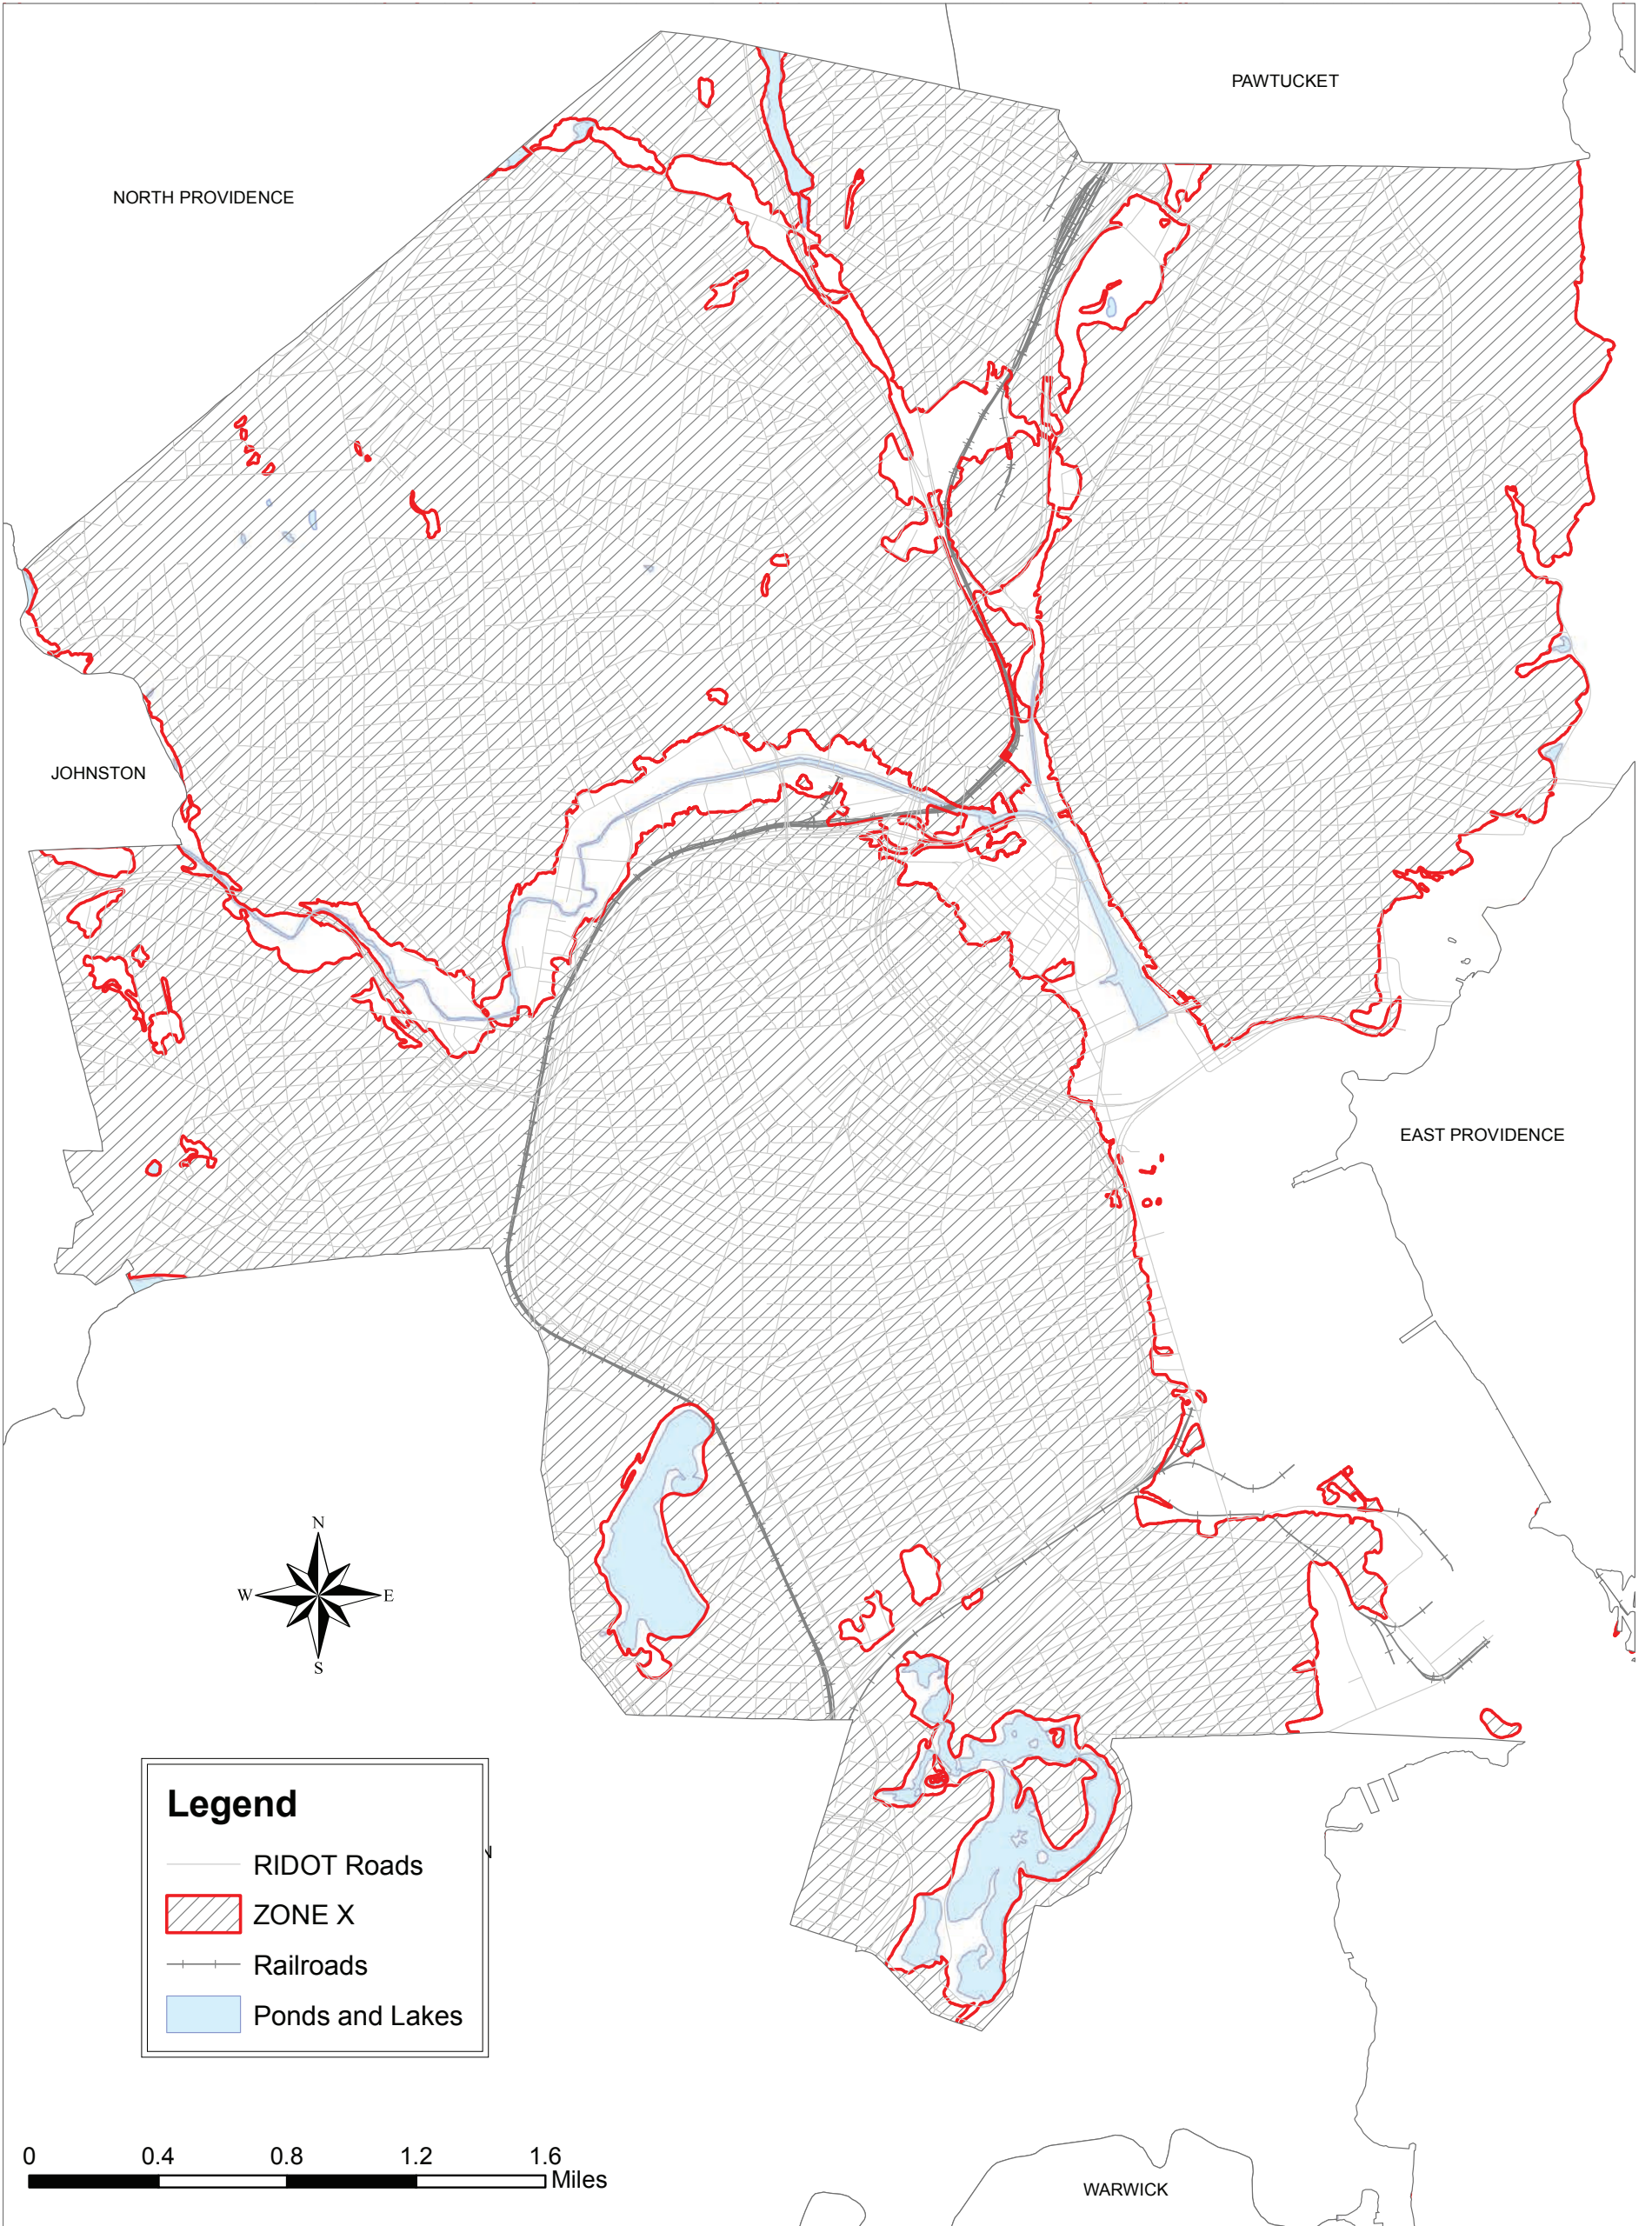 PAWTUCKET
NORTH PROVIDENCE
JOHNSTON
EAST PROVIDENCE
N
W
E
S
Legend
RIDOT Roads
ZONE X
Railroads
Ponds and Lakes
N
0 0.4 0.8 1.2 1.6
Miles
WARWICK